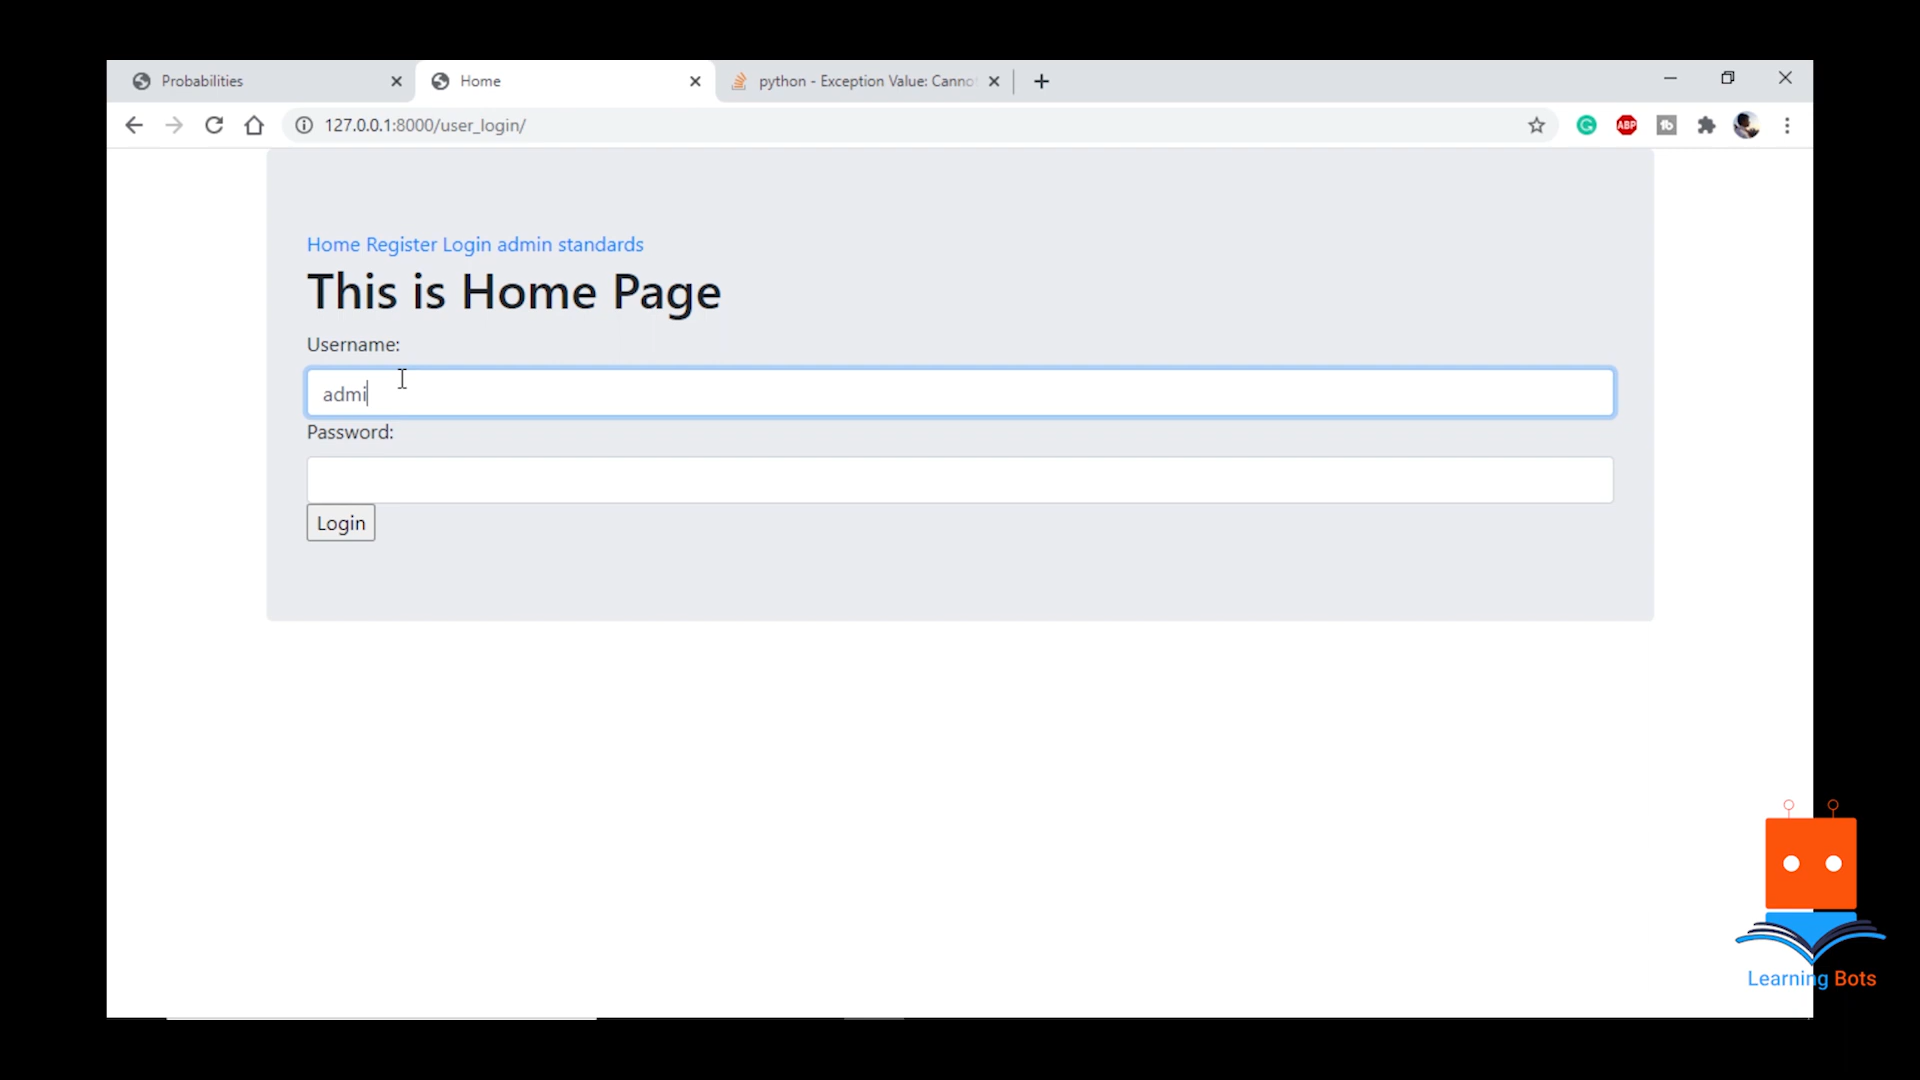 Probabilities
Home
python - Exception Value: Canno
127.0.0.1:8000/user_login/
ABP
Home Register Login admin standards
This is Home Page
Username:
admi
Password:
Login
Learning Bots